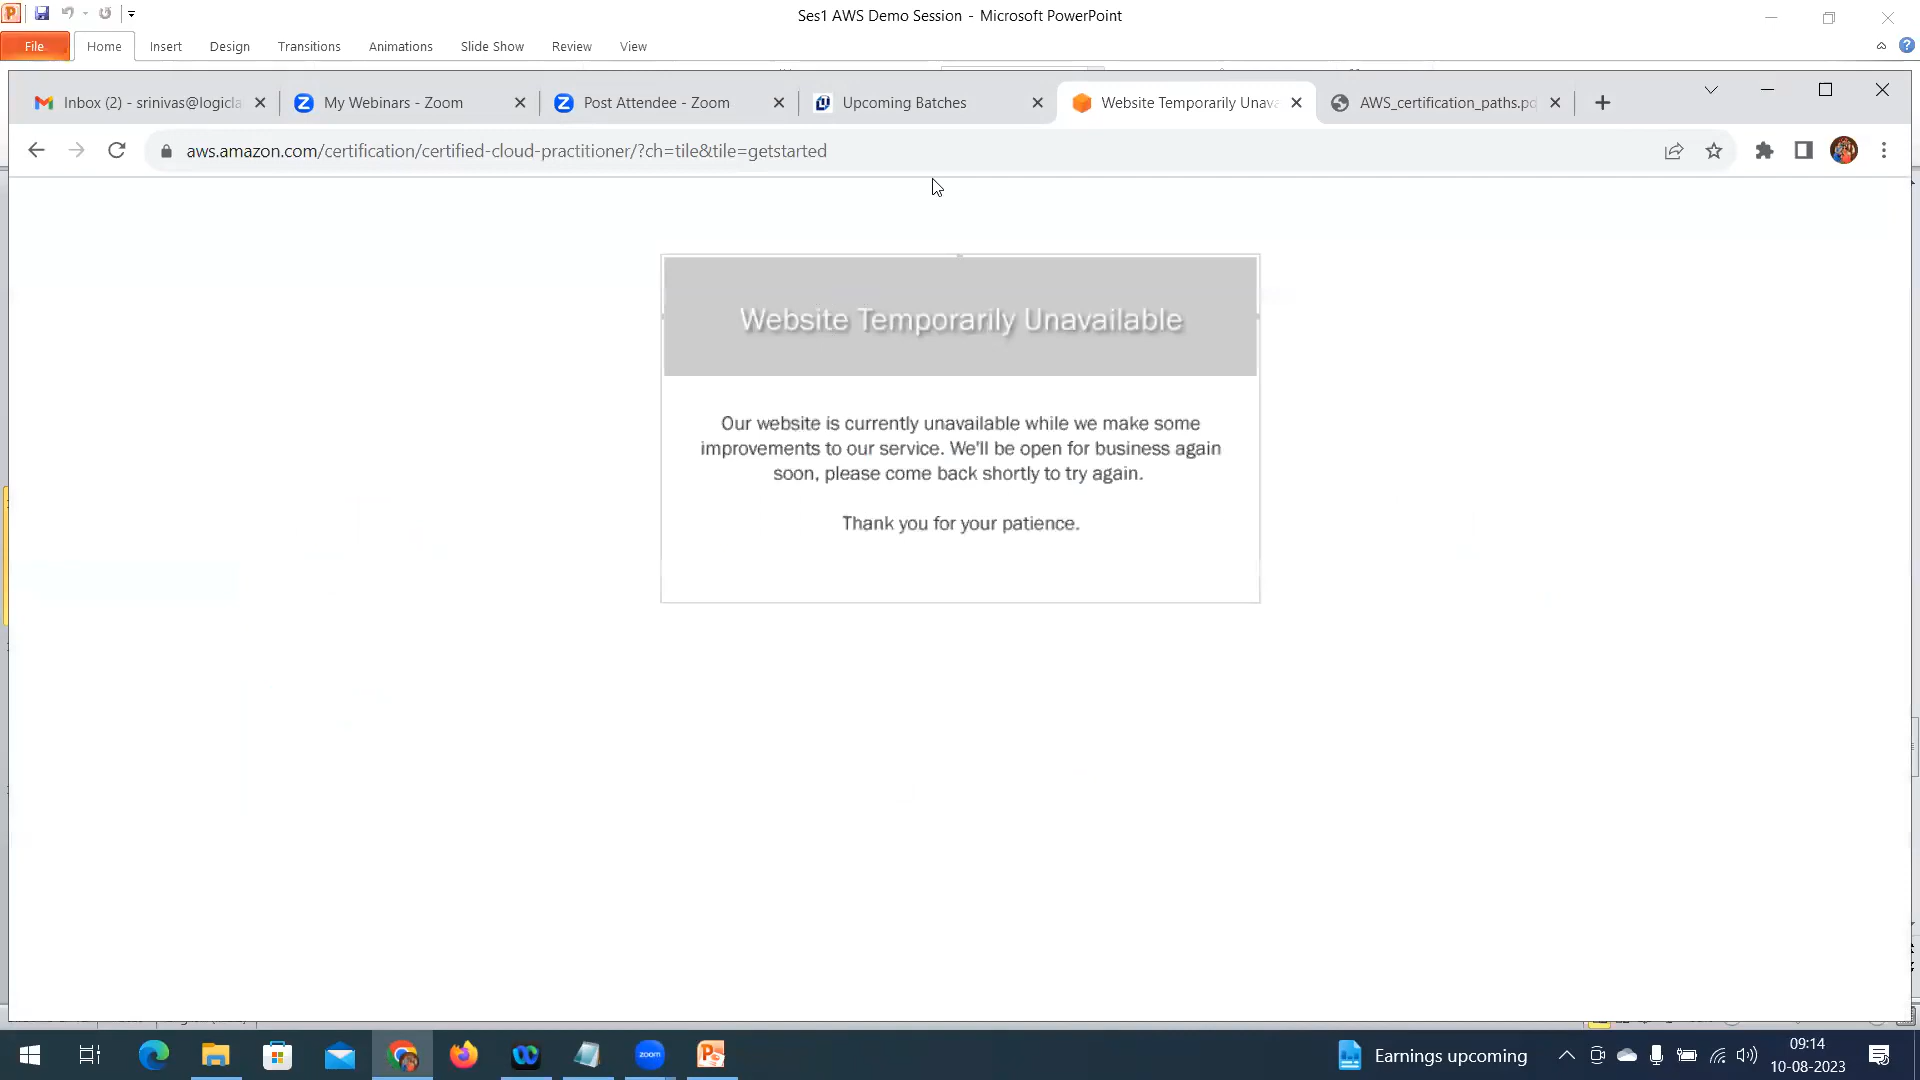 Ses1 AWS Demo Session - Microsoft PowerPoint
File Home Insert Design Transitions Animations Slide Show Review View
Inbox (2) - srinivas@logicla
My Webinars - Zoom
Post Attendee - Zoom
Upcoming Batches
Website Temporarily Unava
AWS_certification_paths.pd
aws.amazon.com/certification/certified-cloud-practitioner/?ch=tile&tile=getstarted
Website Temporarily Unavailable
Our website is currently unavailable while we make some
improvements to our service. We'll be open for business again
soon, please come back shortly to try again.
Thank you for your patience.
zoom
Earnings upcoming
09:14
10-08-2023